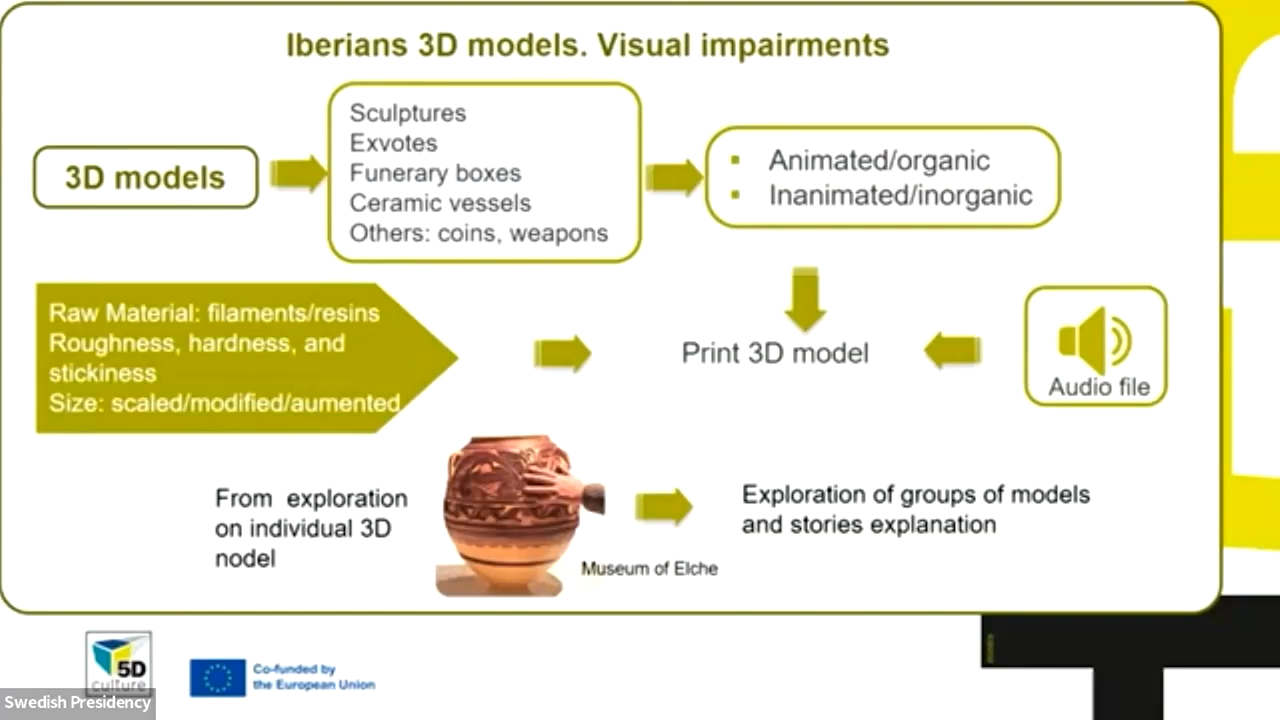 Iberians 3D models. Visual impairments
3D models
Sculptures
Exvotes
Funerary boxes
Ceramic vessels
Others: coins, weapons
Animated/organic
Inanimated/inorganic
Raw Material: filaments/resins
Roughness, hardness, and
stickiness
Size: scaled/modified/aumented
Print 3D model
Audio file
From exploration
on individual 3D
nodel
Museum of Elche
Exploration of groups of models
and stories explanation
5D
culture
Co-funded by
the European Union
Swedish Presidency